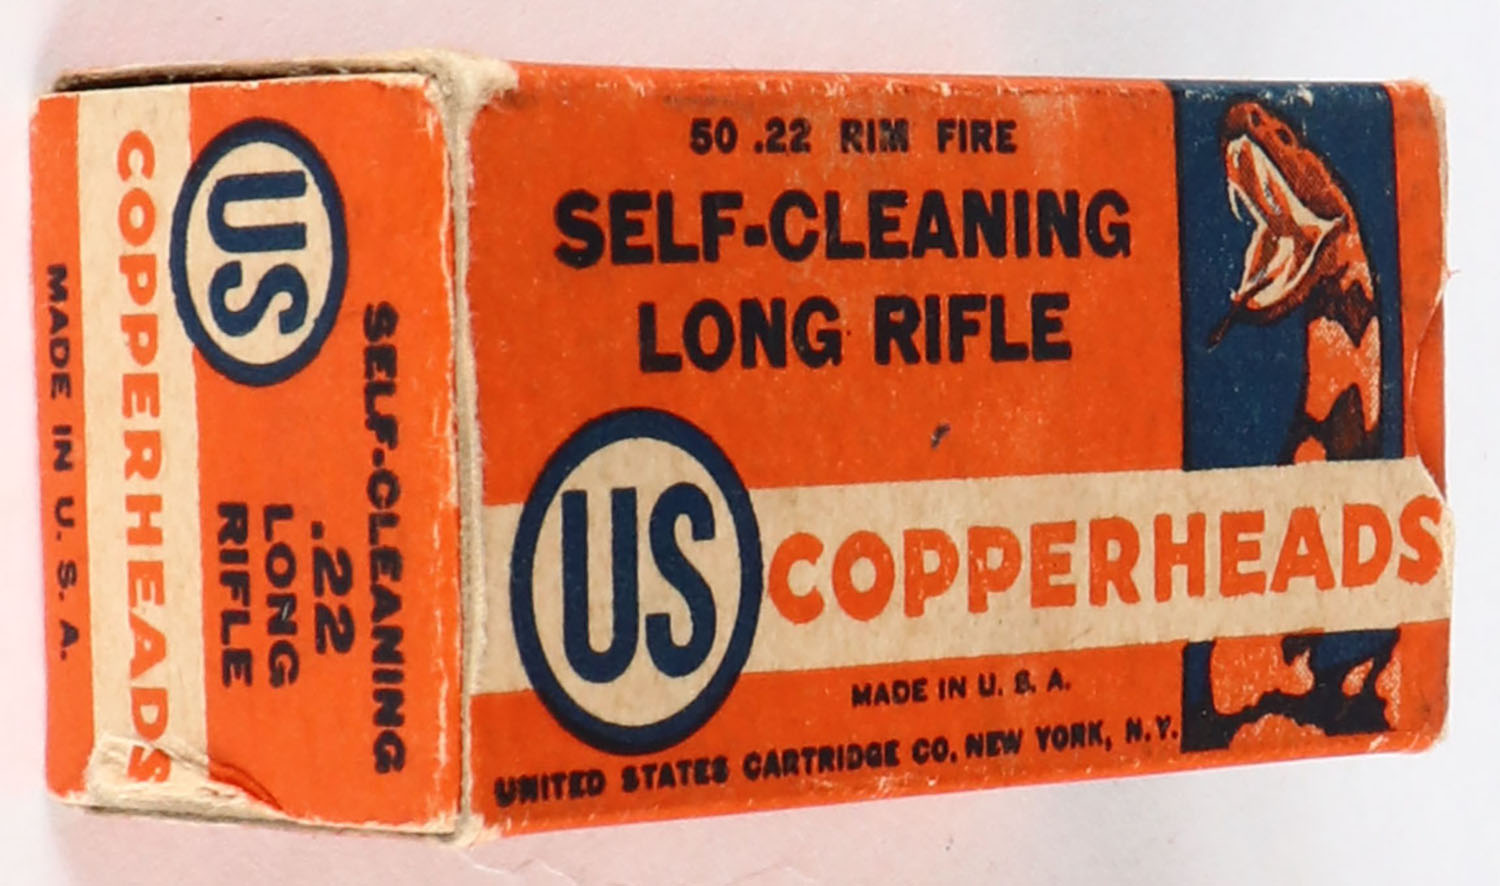 50 .22 RIM FIRE
SELF-CLEANING
LONG RIFLE
US COPPERHEADS
MADE IN U. S. A.
UNITED STATES CARTRIDGE CO. NEW YORK, N.Y.
SELF-CLEANING
.22
LONG
RIFLE
US
COPPERHEADS
MADE IN U. S. A.